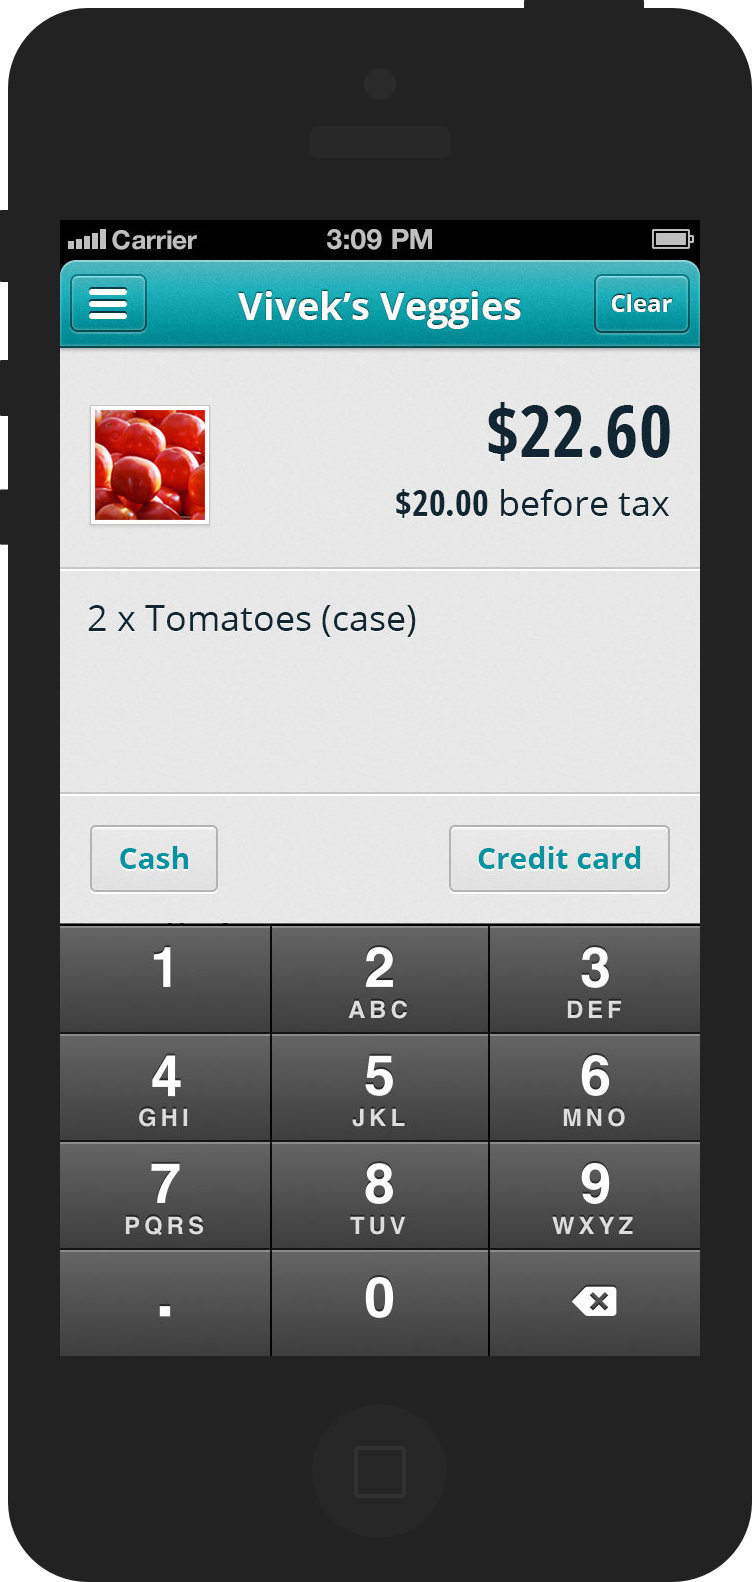 Carrier 3:09 PM
Vivek’s Veggies Clear
$22.60
$20.00 before tax
2 x Tomatoes (case)
Cash Credit card
1 2 3
ABC DEF
4 5 6
GHI JKL MNO
7 8 9
PQRS TUV WXYZ
. 0